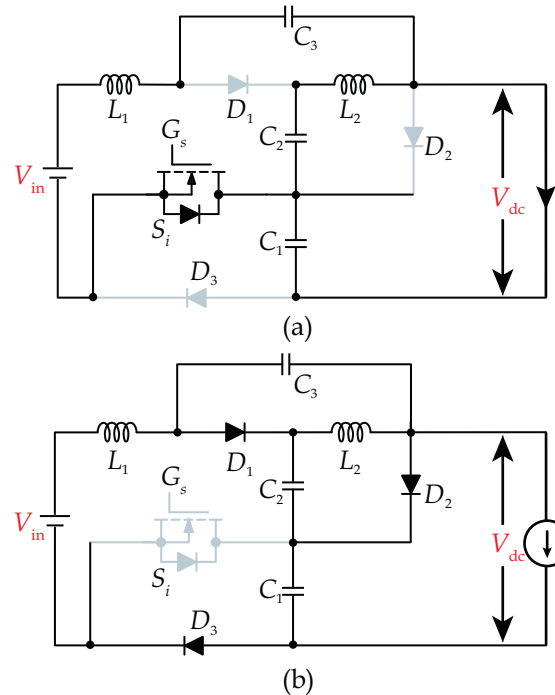 C3
L1
D1
L2
Gs
C2
D2
Vin
Vdc
Si
C1
D3
(a)
C3
L1
D1
L2
Gs
C2
D2
Vin
Vdc
Si
C1
D3
(b)